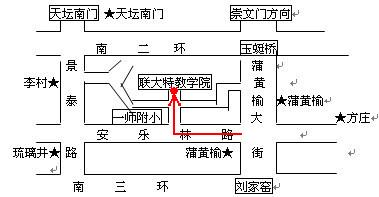 天坛南门 ★天坛南门 崇文门方向
南二环 玉蜓桥
景泰路
蒲黄榆大街
李村★
联大特教学院
★蒲黄榆
一师附小
★方庄
安乐林路
琉璃井★
蒲黄榆★
南三环 刘家窑